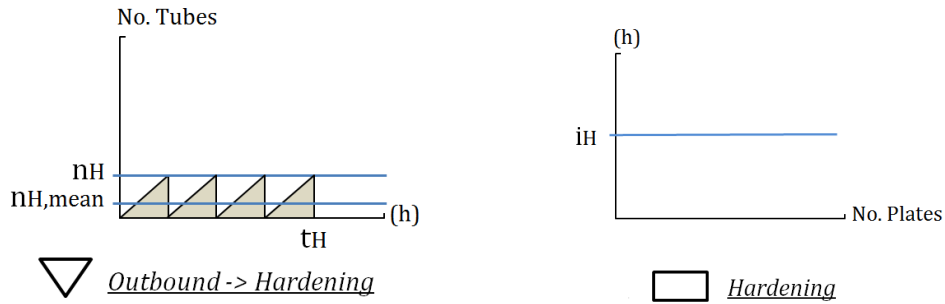 No. Tubes
nH
nH,mean
(h)
tH
Outbound -> Hardening
(h)
iH
No. Plates
Hardening